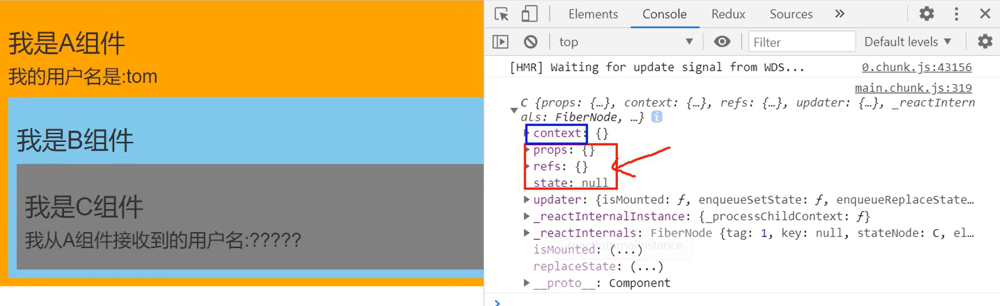 我是A组件
我的用户名是:tom
我是B组件
我是C组件
我从A组件接收到的用户名:?????
Elements Console Redux Sources »
top Filter Default levels
[HMR] Waiting for update signal from WDS... 0.chunk.js:43156
main.chunk.js:319
C {props: {…}, context: {…}, refs: {…}, updater: {…}, _reactIntern
als: FiberNode, …} i
context: {}
props: {}
refs: {}
state: null
updater: {isMounted: ƒ, enqueueSetState: ƒ, enqueueReplaceState…
_reactInternalInstance: {_processChildContext: ƒ}
_reactInternals: FiberNode {tag: 1, key: null, stateNode: C, el…
_reactInternalInstance
isMounted: (...)
replaceState: (...)
__proto__: Component